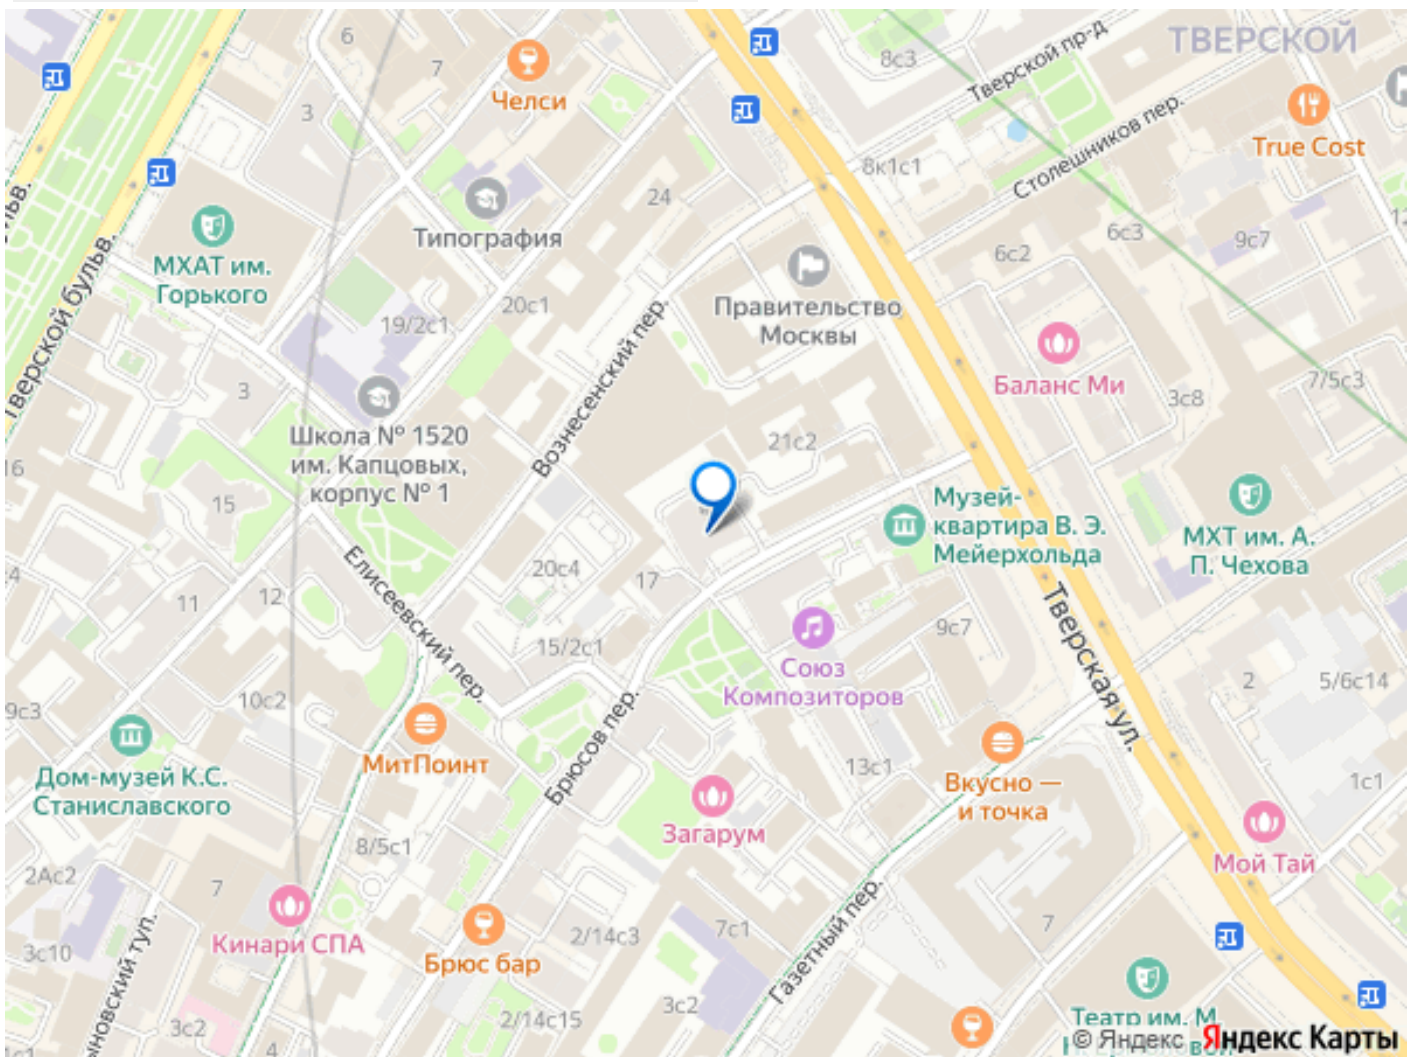 6
7
3
Челси
8с3
Тверской пр-д
ТВЕРСКОЙ
True Cost
Столешников пер.
8к1с1
24
Типография
МХАТ им.
Горького
Тверской бульв.
6с3
6с2
9с7
Правительство
Москвы
20с1
19/2с1
Вознесенский пер.
Баланс Ми
7/5с3
3с8
3
Школа № 1520
им. Капцовых,
корпус № 1
21с2
16
15
Музей-
квартира В. Э.
Мейерхольда
МХТ им. А.
П. Чехова
Елисеевский пер.
20с4
17
11
12
15/2с1
9с7
Союз
Композиторов
Тверская ул.
2
5/6с14
10с2
9с3
Дом-музей К.С.
Станиславского
МитПоинт
Брюсов пер.
13с1
Вкусно —
и точка
1с1
Загарум
8/5с1
Мой Тай
2Ас2
7
Кинари СПА
3с10
Брюс бар
2/14с3
7с1
Газетный пер.
7
3с2
2/14с15
3с2
4
Театр им. М.
© Яндекс Яндекс Карты